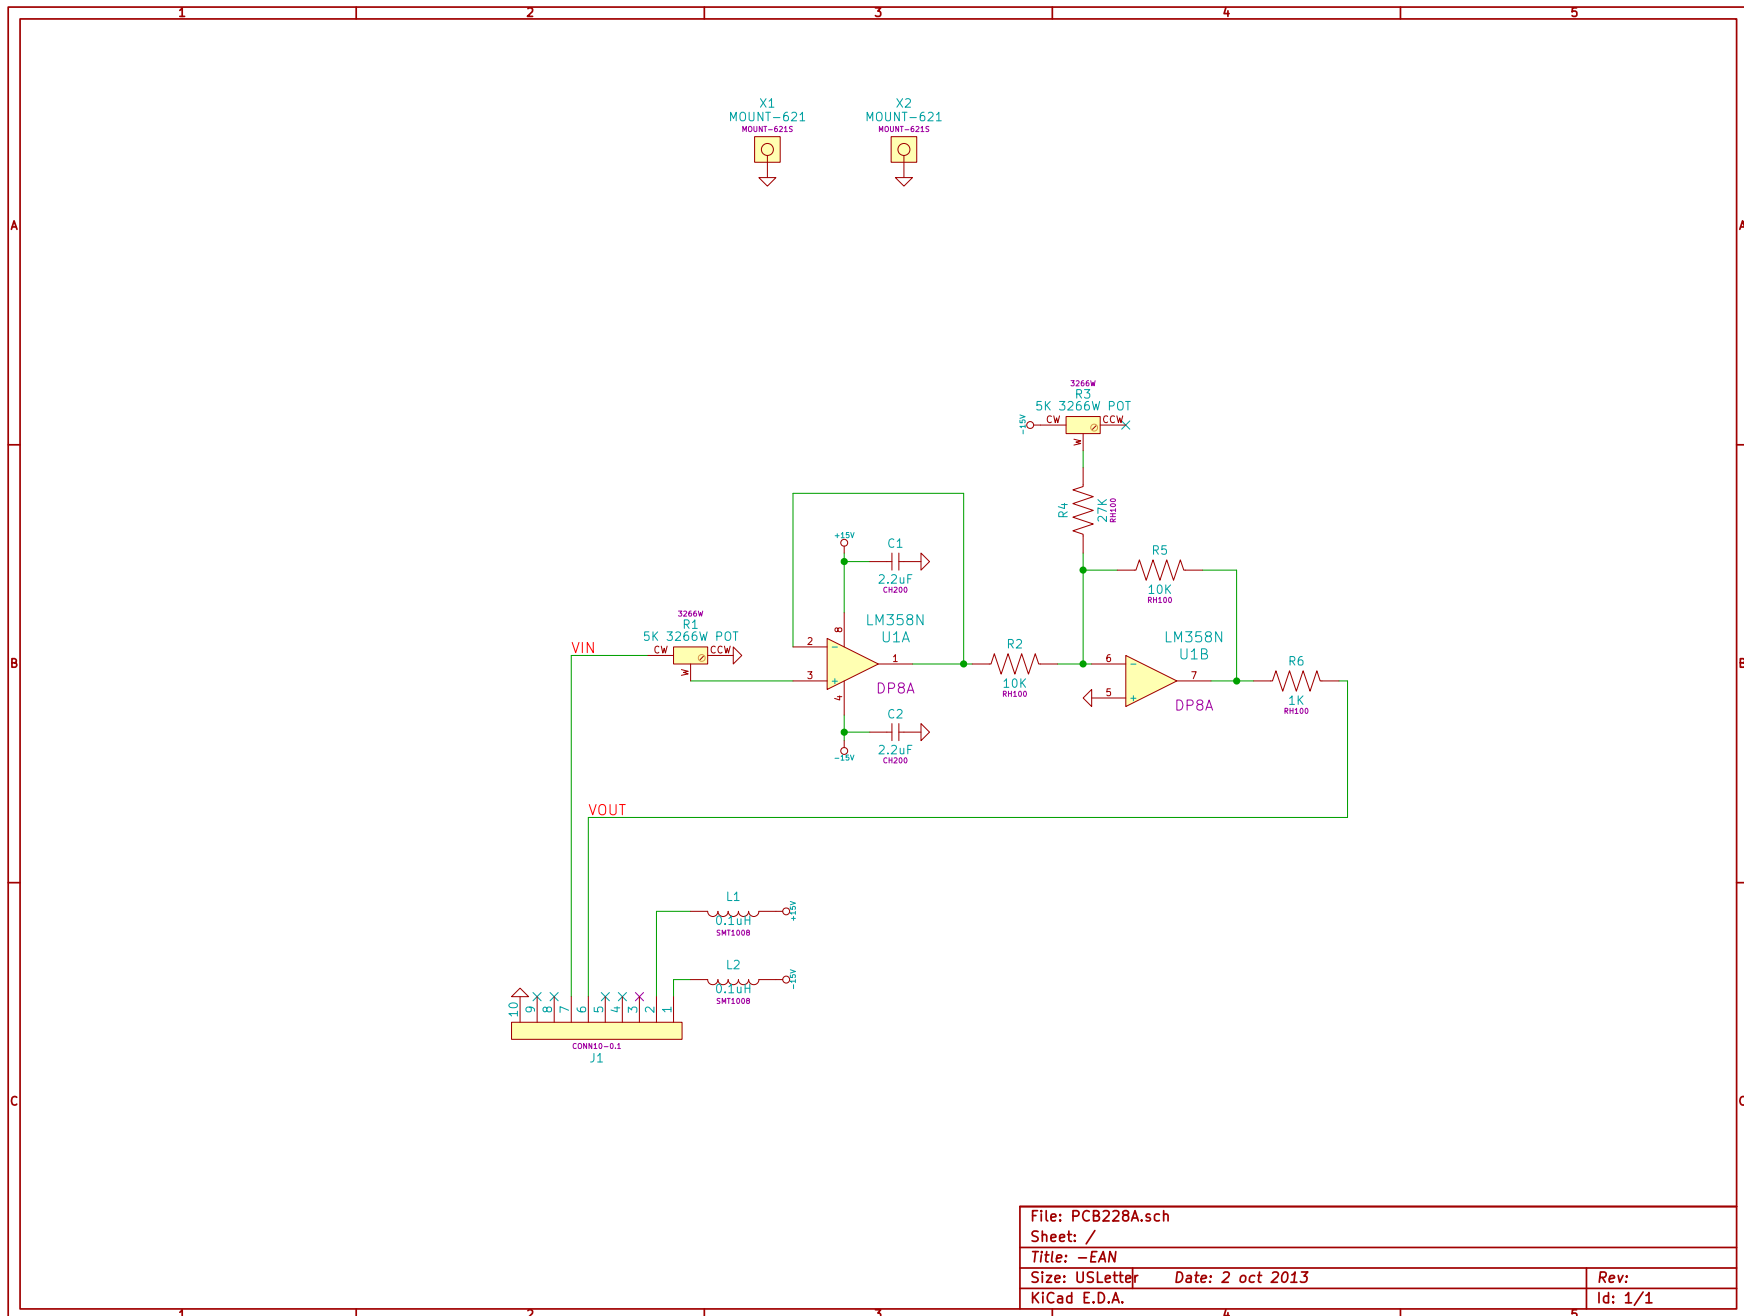 1 2 3 4 5
X1
MOUNT-621
MOUNT-621S
X2
MOUNT-621
MOUNT-621S
A A
3266W
R3
5K 3266W POT
-15V CW CCW
W
R4
27K
RH100
+15V
C1
2.2uF
CH200
R5
10K
RH100
3266W
R1
5K 3266W POT
VIN CW CCW
W
LM358N
U1A
8
2 -
1
3 +
4
DP8A
R2
10K
RH100
LM358N
U1B
6 -
7
5 +
DP8A
R6
1K
RH100
B B
C2
2.2uF
CH200
-15V
VOUT
L1
0.1uH
SMT1008
+15V
L2
0.1uH
SMT1008
-15V
10 9 8 7 6 5 4 3 2 1
CONN10-0.1
J1
C C
File: PCB228A.sch
Sheet: /
Title: -EAN
Size: USLetter Date: 2 oct 2013 Rev:
KiCad E.D.A. Id: 1/1
1 2 3 4 5